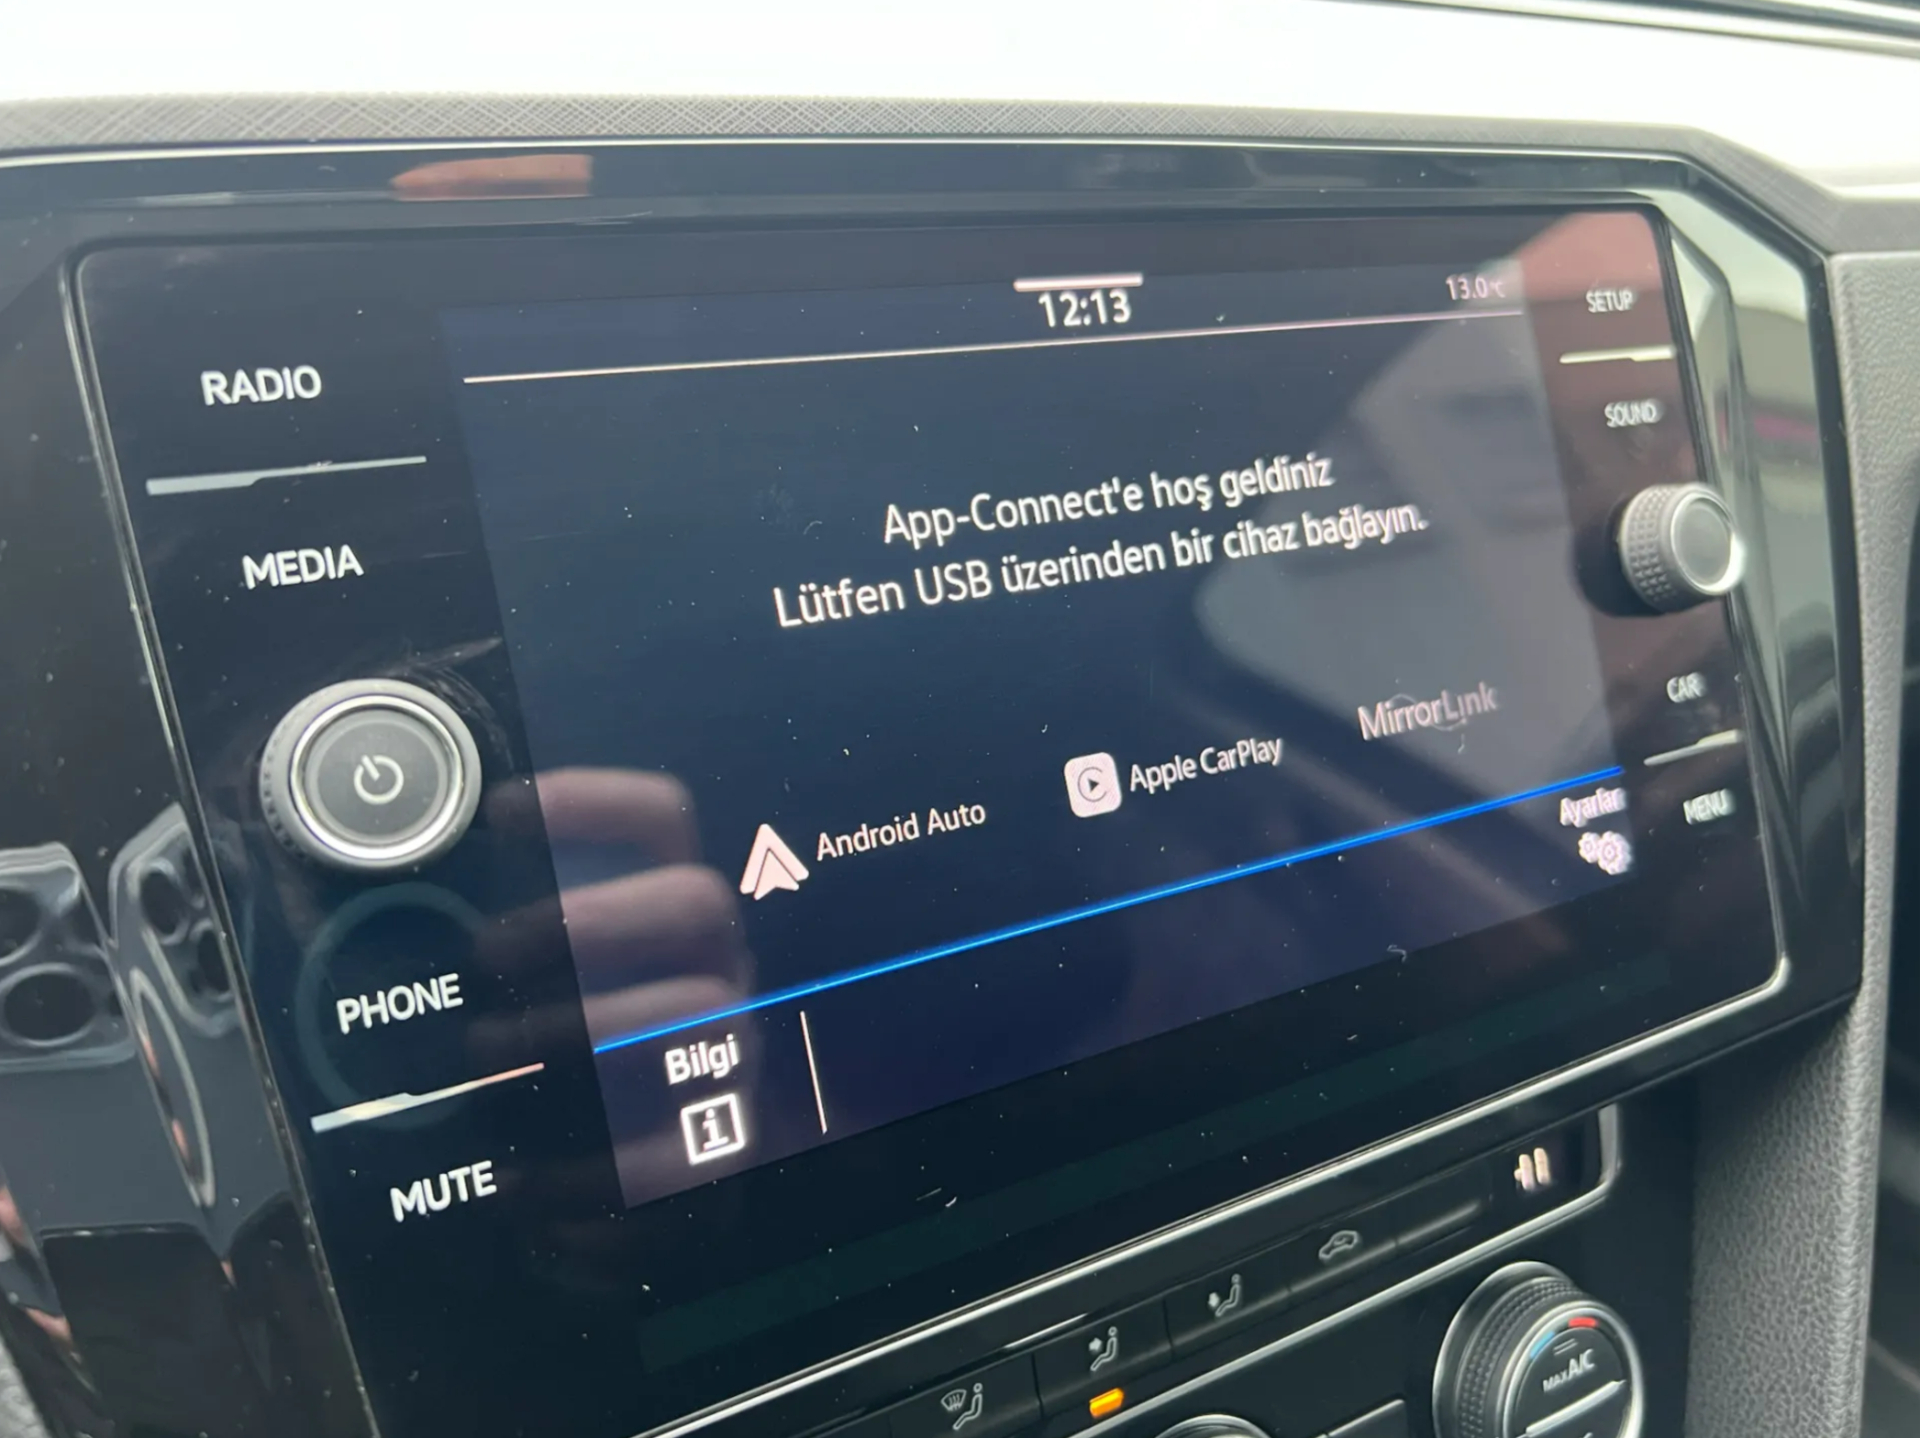 12:13
13.0°C
SETUP
RADIO
SOUND
App-Connect'e hoş geldiniz
Lütfen USB üzerinden bir cihaz bağlayın.
MEDIA
CAR
MirrorLink
Apple CarPlay
Android Auto
Ayarlar
MENU
PHONE
Bilgi
i
MUTE
MAX A/C